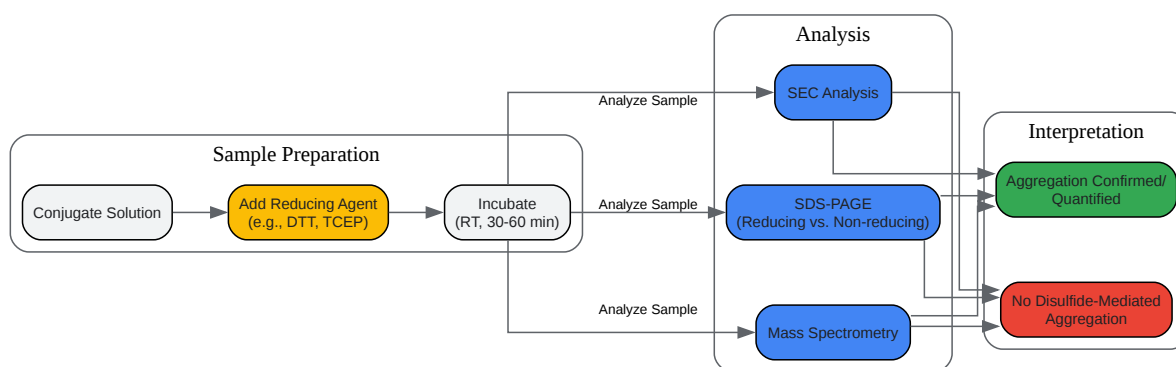 Sample Preparation
Conjugate Solution
Add Reducing Agent
(e.g., DTT, TCEP)
Incubate
(RT, 30-60 min)
Analyze Sample
Analyze Sample
Analyze Sample
Analysis
SEC Analysis
SDS-PAGE
(Reducing vs. Non-reducing)
Mass Spectrometry
Interpretation
Aggregation Confirmed/
Quantified
No Disulfide-Mediated
Aggregation